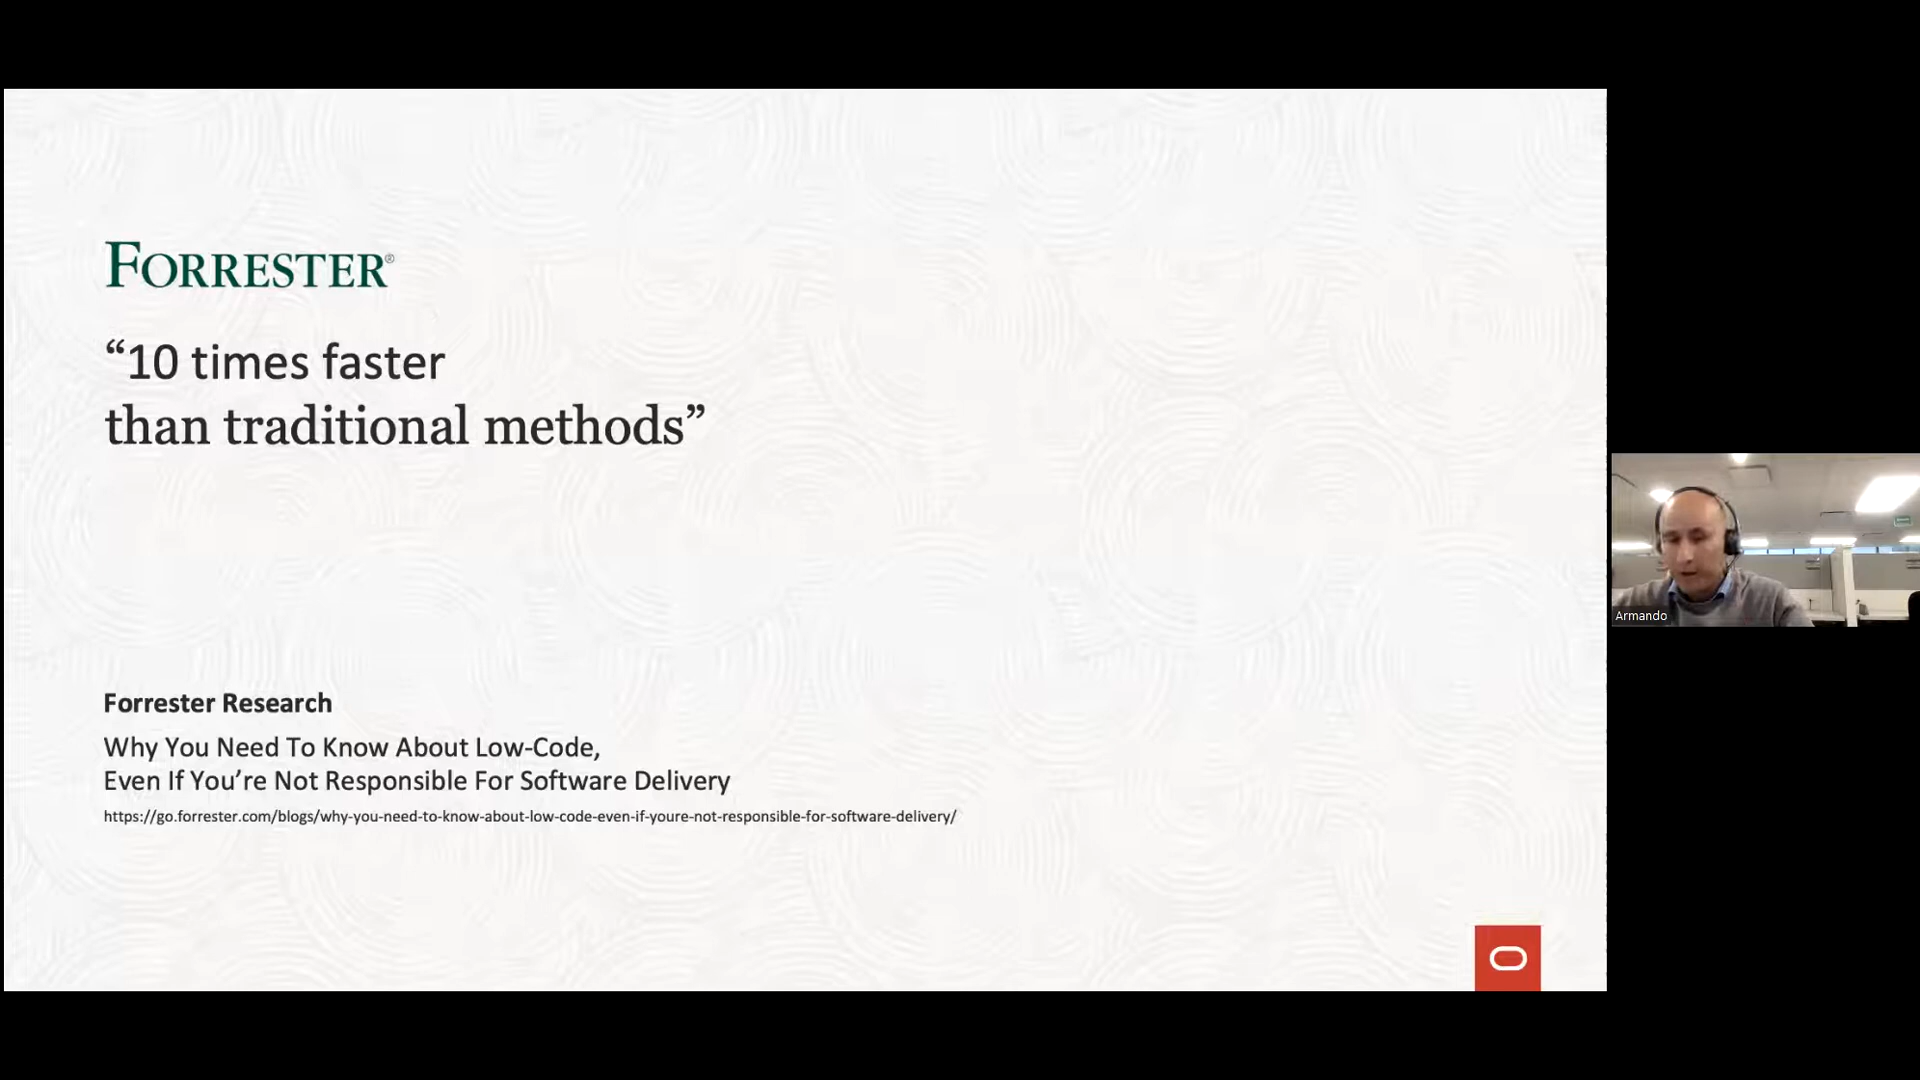 FORRESTER®
“10 times faster
than traditional methods”
Forrester Research
Why You Need To Know About Low-Code,
Even If You’re Not Responsible For Software Delivery
https://go.forrester.com/blogs/why-you-need-to-know-about-low-code-even-if-youre-not-responsible-for-software-delivery/
Armando